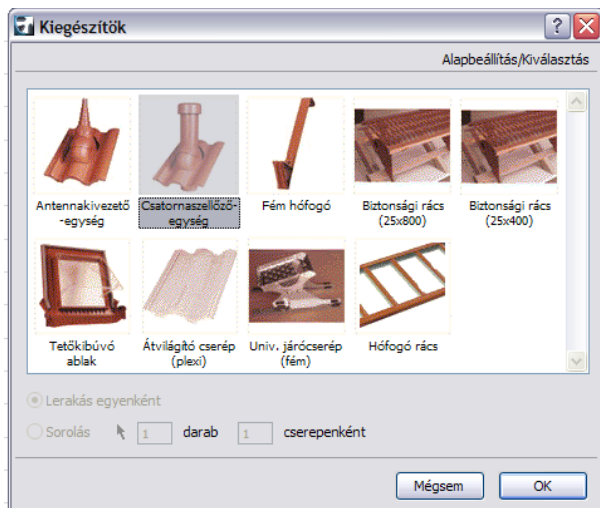 Kiegészítők
Alapbeállítás/Kiválasztás
Antennakivezető
-egység
Csatornaszellőző-
egység
Fém hófogó
Biztonsági rács
(25x800)
Biztonsági rács
(25x400)
Tetőkibúvó
ablak
Átvilágító cserép
(plexi)
Univ. járócserép
(fém)
Hófogó rács
Lerakás egyenként
Sorolás 1 darab 1 cserepenként
Mégsem OK